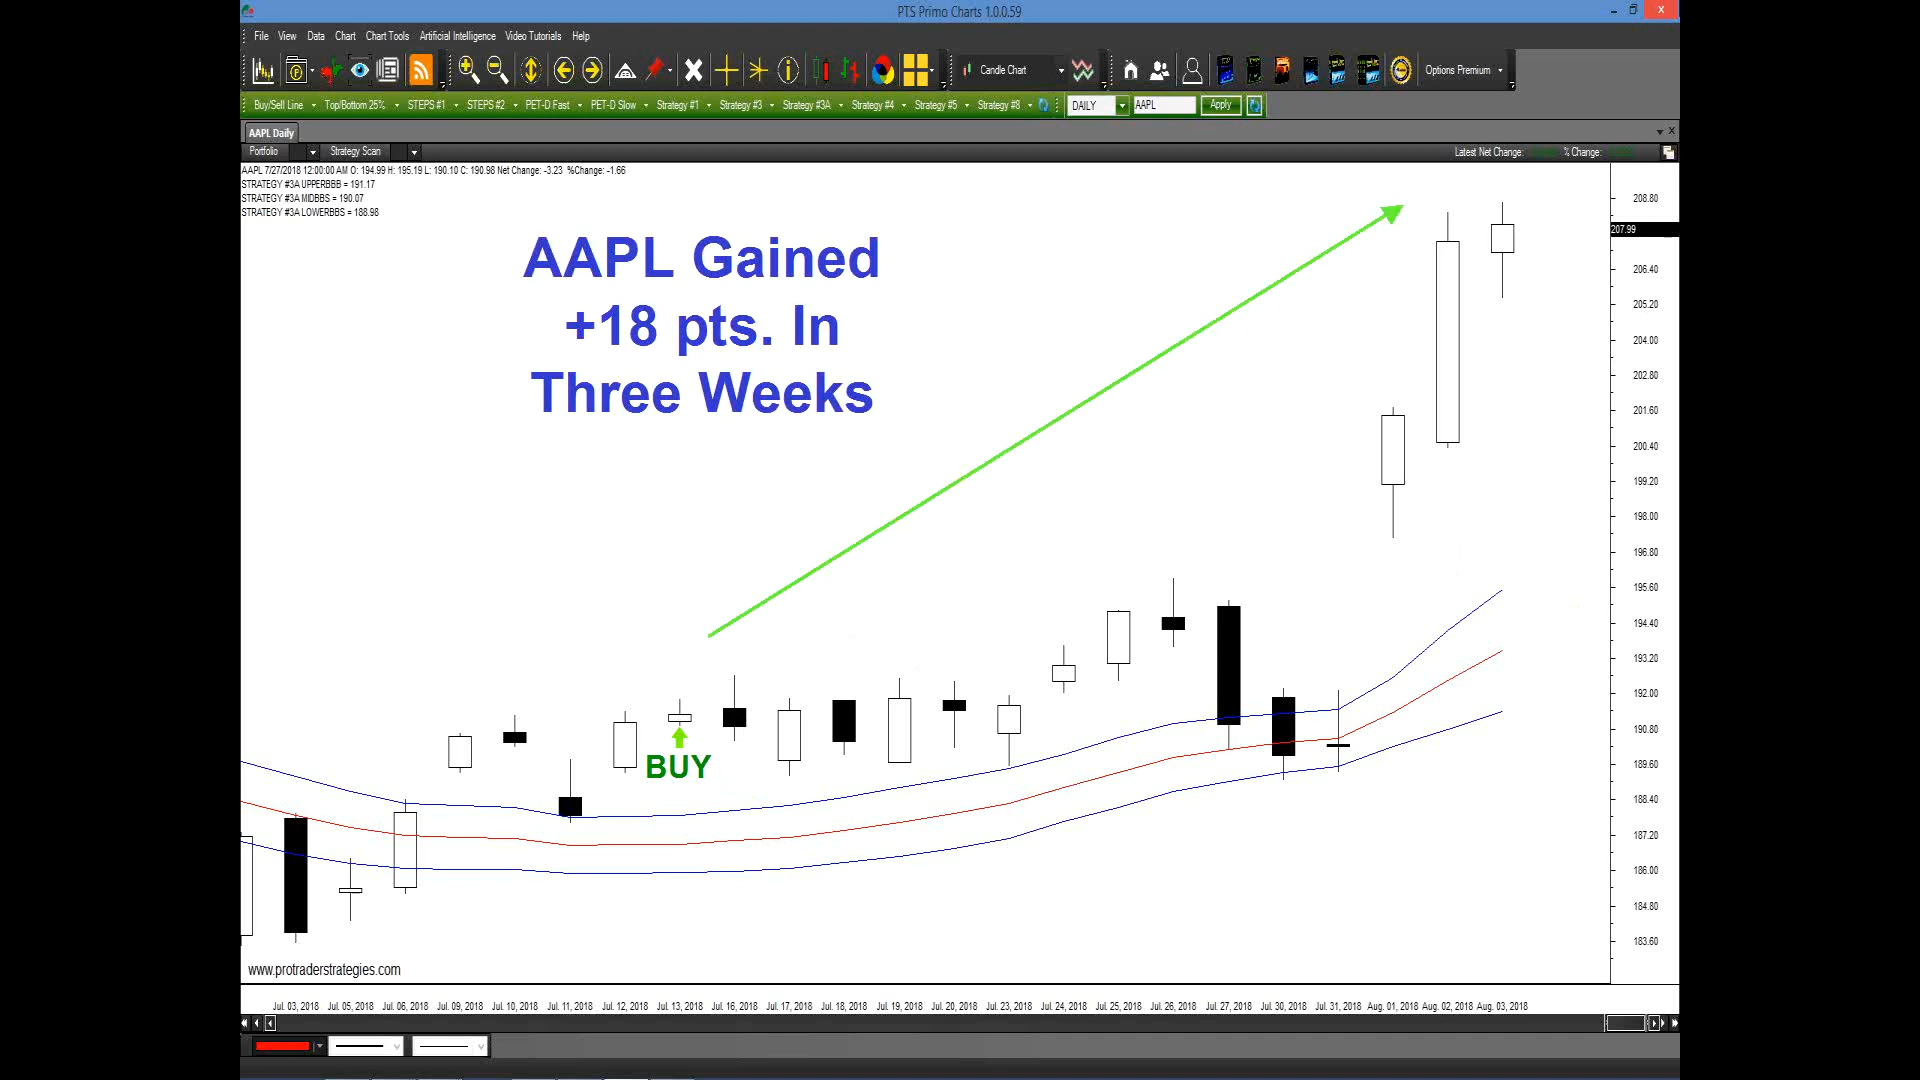 PTS Primo Charts 1.0.0.59
File View Data Chart Chart Tools Artificial Intelligence Video Tutorials Help
Candle Chart Options Premium
Buy/Sell Line Top/Bottom 25% STEPS #1 STEPS #2 PET-D Fast PET-D Slow Strategy #1 Strategy #3 Strategy #3A Strategy #4 Strategy #5 Strategy #8 DAILY AAPL Apply
AAPL Daily
Portfolio Strategy Scan Latest Net Change: % Change:
AAPL 7/27/2018 12:00:00 AM O: 194.99 H: 195.19 L: 190.10 C: 190.98 Net Change: -3.23 %Change: -1.66
STRATEGY #3A UPPERBBB = 191.17
STRATEGY #3A MIDBBS = 190.07
STRATEGY #3A LOWERBBS = 188.98
AAPL Gained
+18 pts. In
Three Weeks
BUY
208.80
207.99
206.40
205.20
204.00
202.80
201.60
200.40
199.20
198.00
196.80
195.60
194.40
193.20
192.00
190.80
189.60
188.40
187.20
186.00
184.80
183.60
www.protraderstrategies.com
Jul. 03, 2018 Jul. 05, 2018 Jul. 06, 2018 Jul. 09, 2018 Jul. 10, 2018 Jul. 11, 2018 Jul. 12, 2018 Jul. 13, 2018 Jul. 16, 2018 Jul. 17, 2018 Jul. 18, 2018 Jul. 19, 2018 Jul. 20, 2018 Jul. 23, 2018 Jul. 24, 2018 Jul. 25, 2018 Jul. 26, 2018 Jul. 27, 2018 Jul. 30, 2018 Jul. 31, 2018 Aug. 01, 2018 Aug. 02, 2018 Aug. 03, 2018